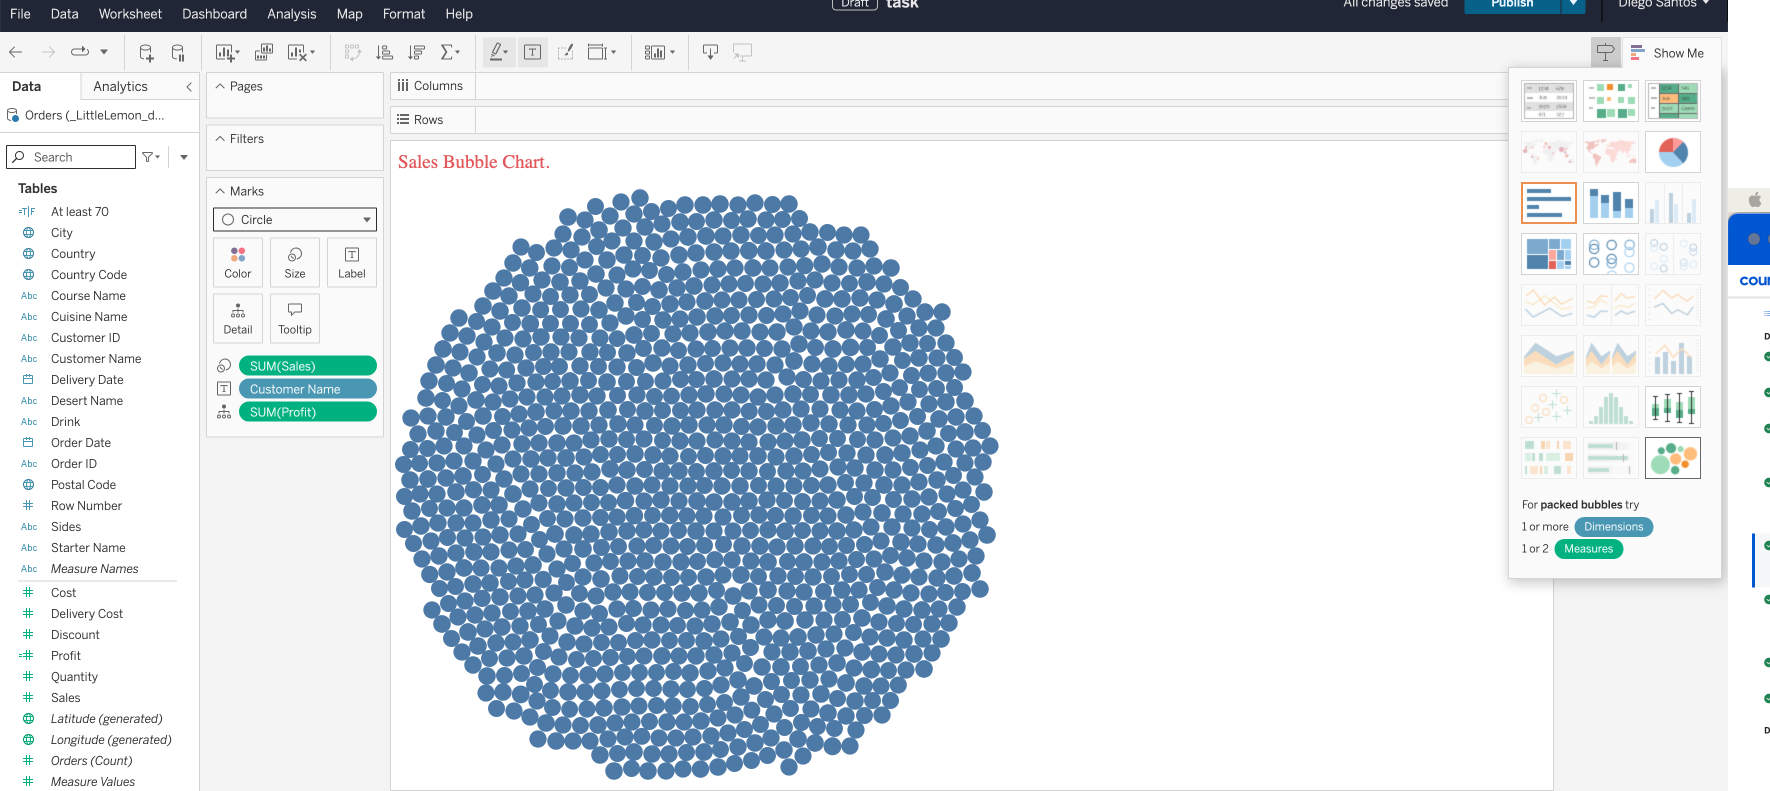 Draft task
All changes saved Publish Diego Santos
File Data Worksheet Dashboard Analysis Map Format Help
Show Me
Data Analytics
Pages
Columns
Orders (_LittleLemon_d...
Rows
Filters
Search
Sales Bubble Chart.
Tables
Marks
At least 70
Circle
City
Country
Country Code
Color Size Label
Course Name
Cuisine Name
Customer ID
Detail Tooltip
Customer Name
SUM(Sales)
Delivery Date
Customer Name
Desert Name
SUM(Profit)
Drink
Order Date
Order ID
Postal Code
Row Number
Sides
Starter Name
Measure Names
Cost
Delivery Cost
Discount
Profit
Quantity
Sales
Latitude (generated)
Longitude (generated)
Orders (Count)
Measure Values
For packed bubbles try
1 or more Dimensions
1 or 2 Measures